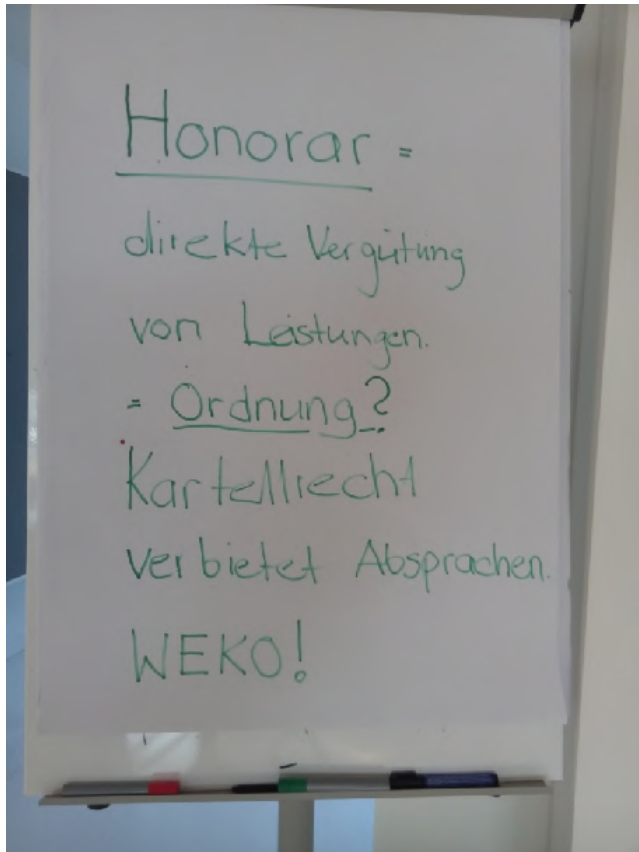 Honorar =
direkte Vergütung
von Leistungen.
= Ordnung?
Kartellrecht
verbietet Absprachen.
WEKO!